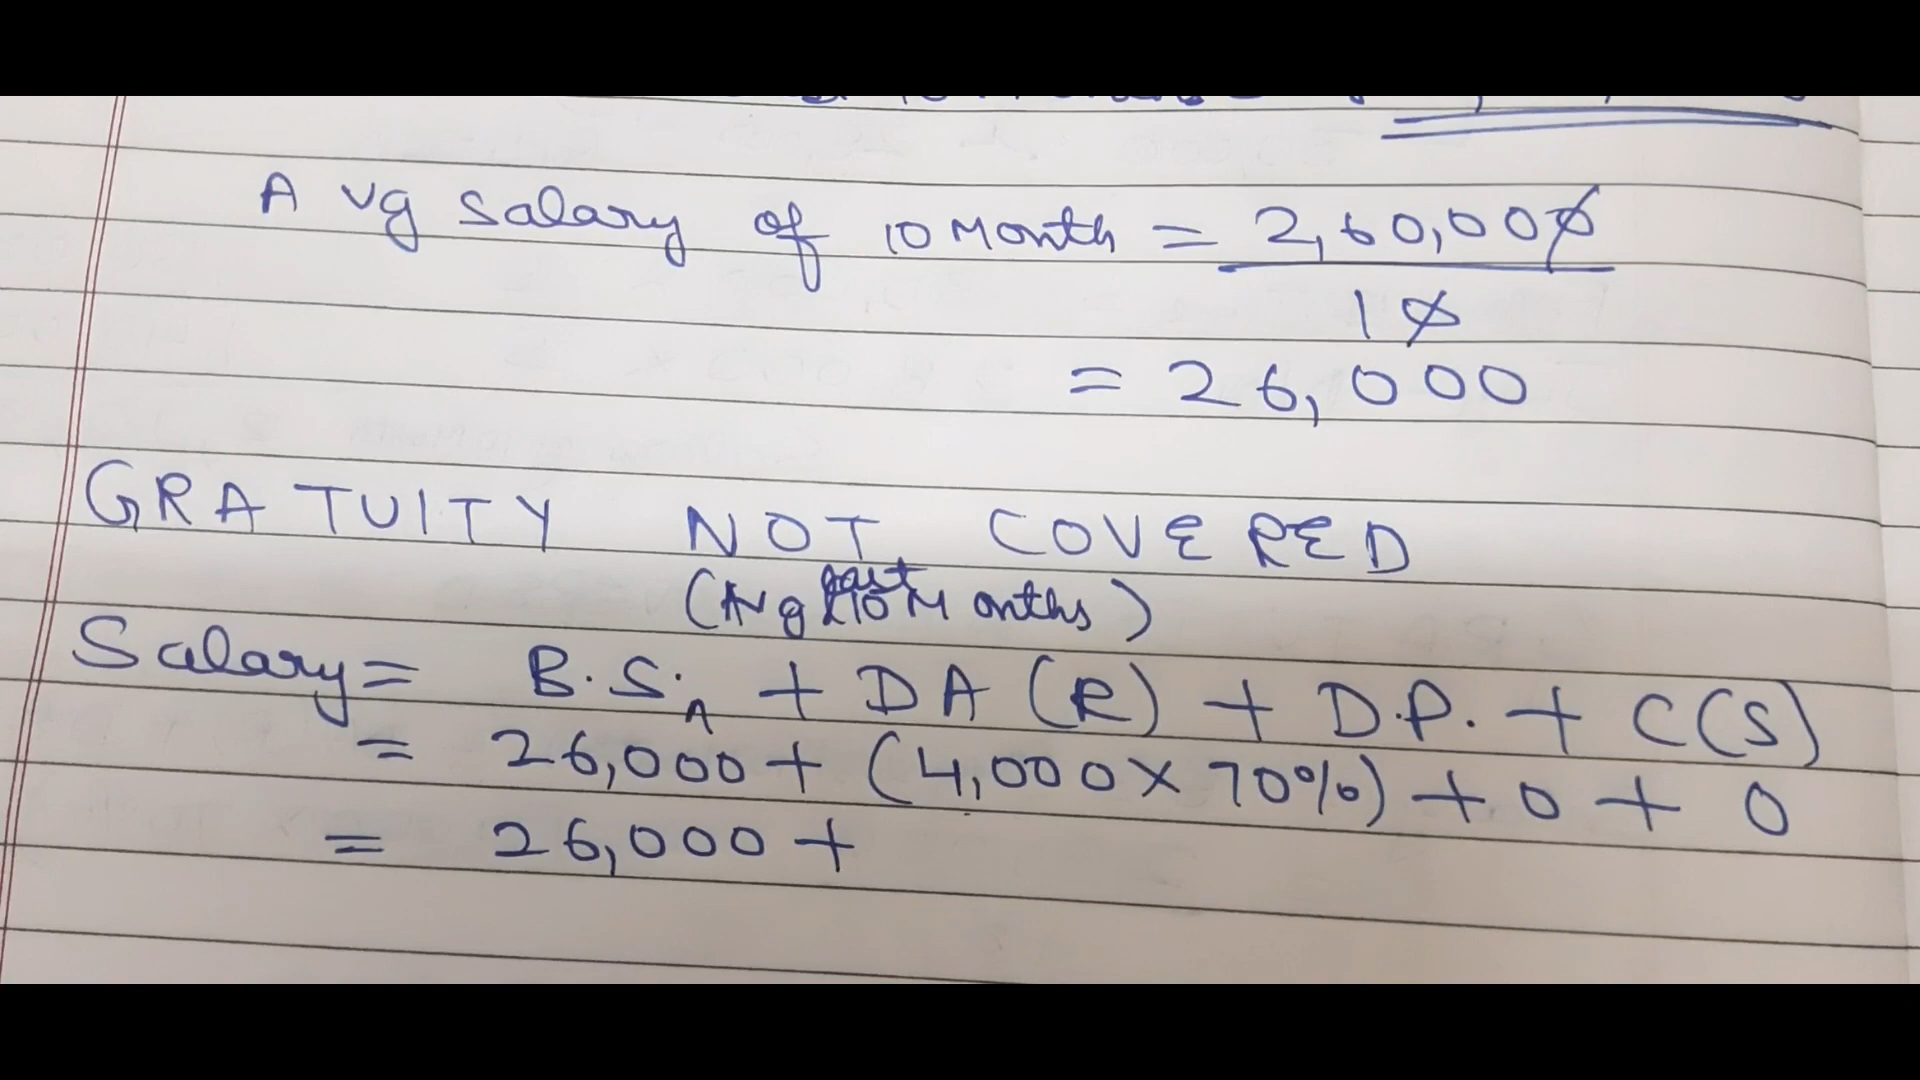 Avg salary of 10 Month = 2,60,000
10
= 26,000
GRATUITY NOT COVERED
(Avg last 10 Months)
Salary = B.S. + DA (R) + D.P. + C(S)
= 26,000 + (4,000 x 70%) + 0 + 0
= 26,000 +